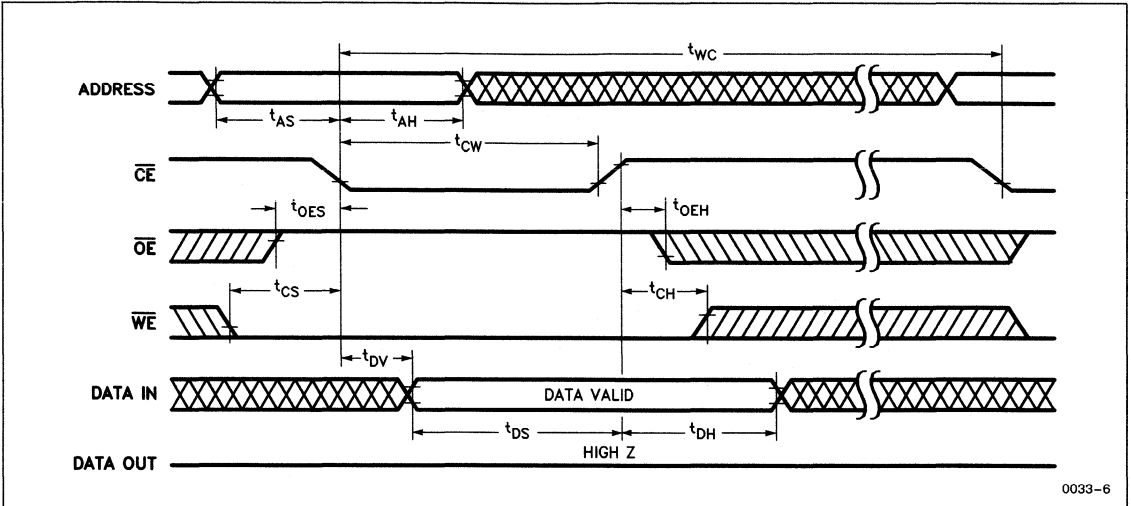 tWC
ADDRESS
tAS
tAH
tCW
CE
tOES
tOEH
OE
tCS
tCH
WE
tDV
DATA IN
DATA VALID
tDS
tDH
HIGH Z
DATA OUT
0033-6